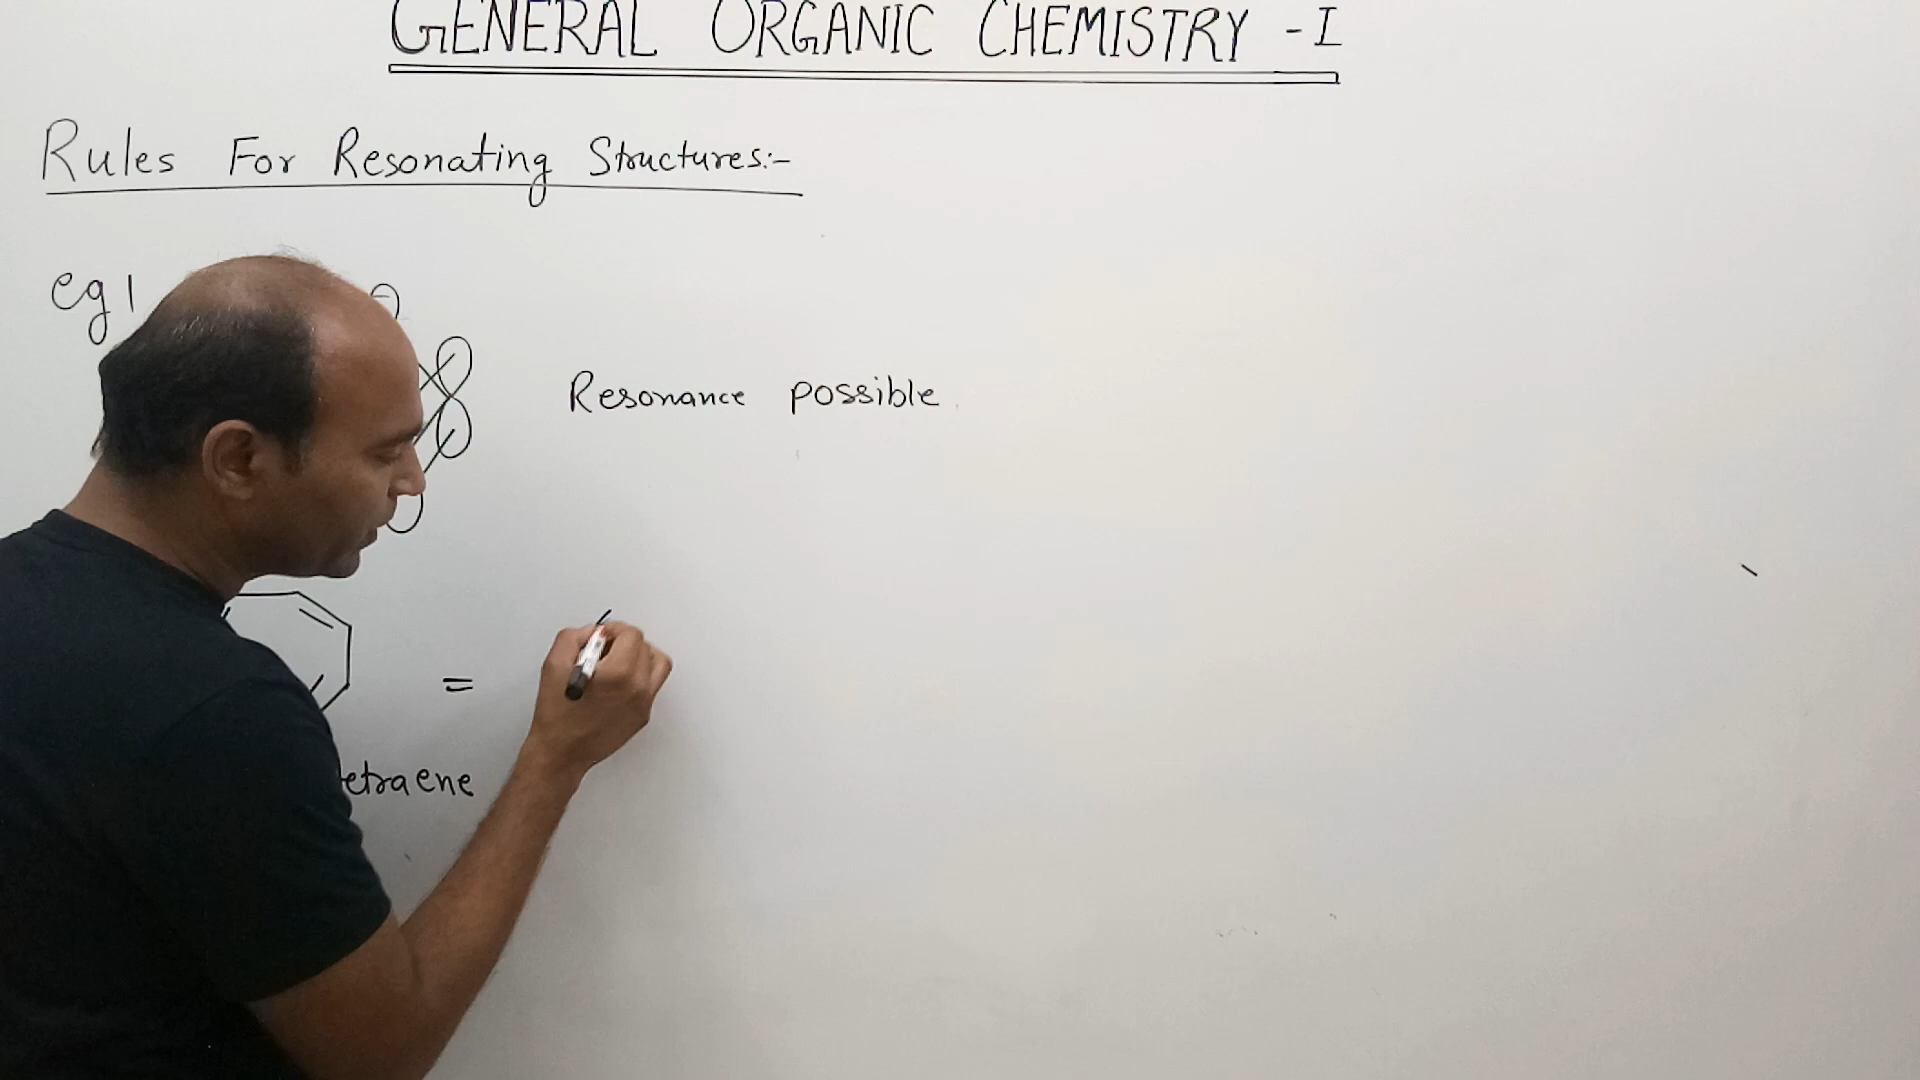 GENERAL ORGANIC CHEMISTRY - I
Rules For Resonating Structures:-
eg 1
Resonance possible
=
etraene